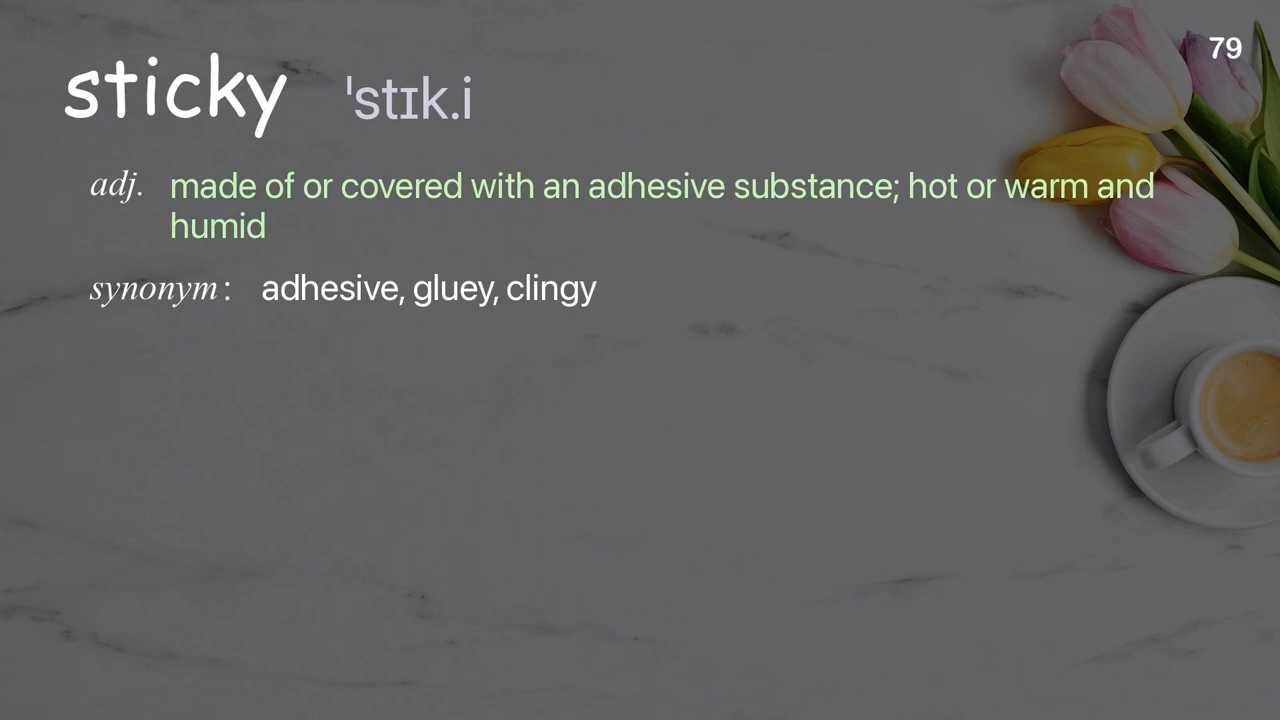 79
sticky ˈstɪk.i
adj. made of or covered with an adhesive substance; hot or warm and
humid
synonym: adhesive, gluey, clingy